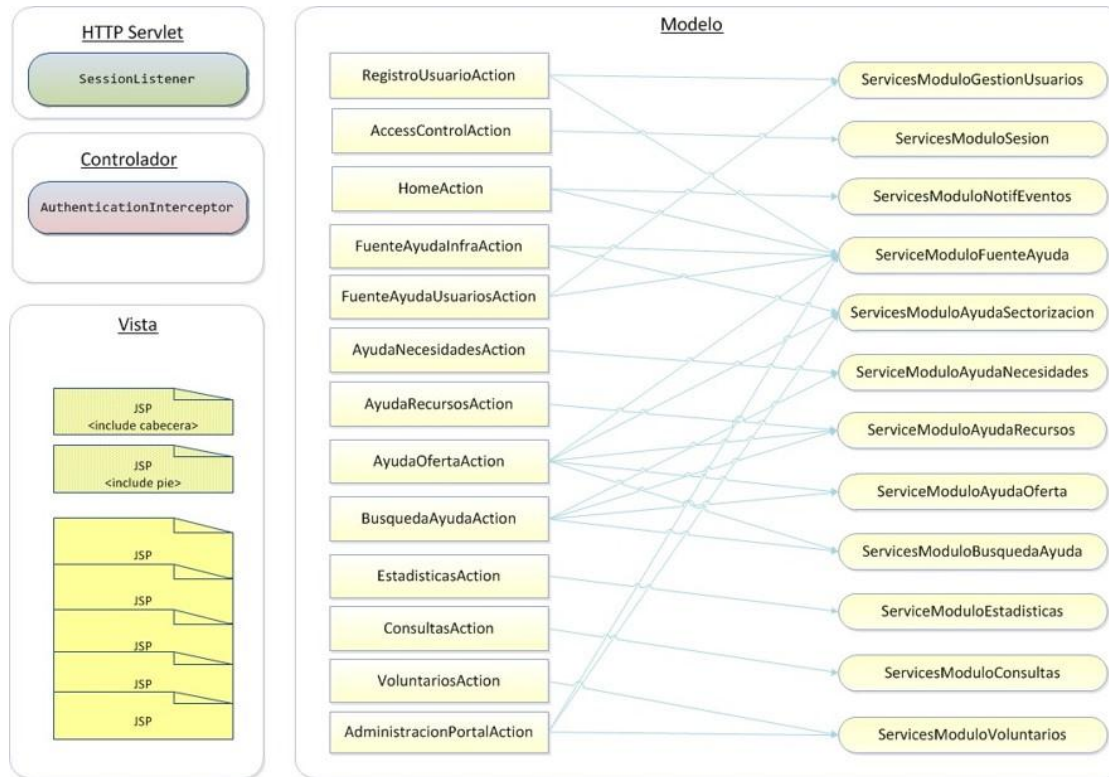 HTTP Servlet
SessionListener
Controlador
AuthenticationInterceptor
Vista
JSP
<include cabecera>
JSP
<include pie>
JSP
JSP
JSP
JSP
JSP
Modelo
RegistroUsuarioAction
AccessControlAction
HomeAction
FuenteAyudaInfraAction
FuenteAyudaUsuariosAction
AyudaNecesidadesAction
AyudaRecursosAction
AyudaOfertaAction
BusquedaAyudaAction
EstadisticasAction
ConsultasAction
VoluntariosAction
AdministracionPortalAction
ServicesModuloGestionUsuarios
ServicesModuloSesion
ServicesModuloNotifEventos
ServiceModuloFuenteAyuda
ServicesModuloAyudaSectorizacion
ServiceModuloAyudaNecesidades
ServiceModuloAyudaRecursos
ServiceModuloAyudaOferta
ServicesModuloBusquedaAyuda
ServiceModuloEstadisticas
ServicesModuloConsultas
ServicesModuloVoluntarios